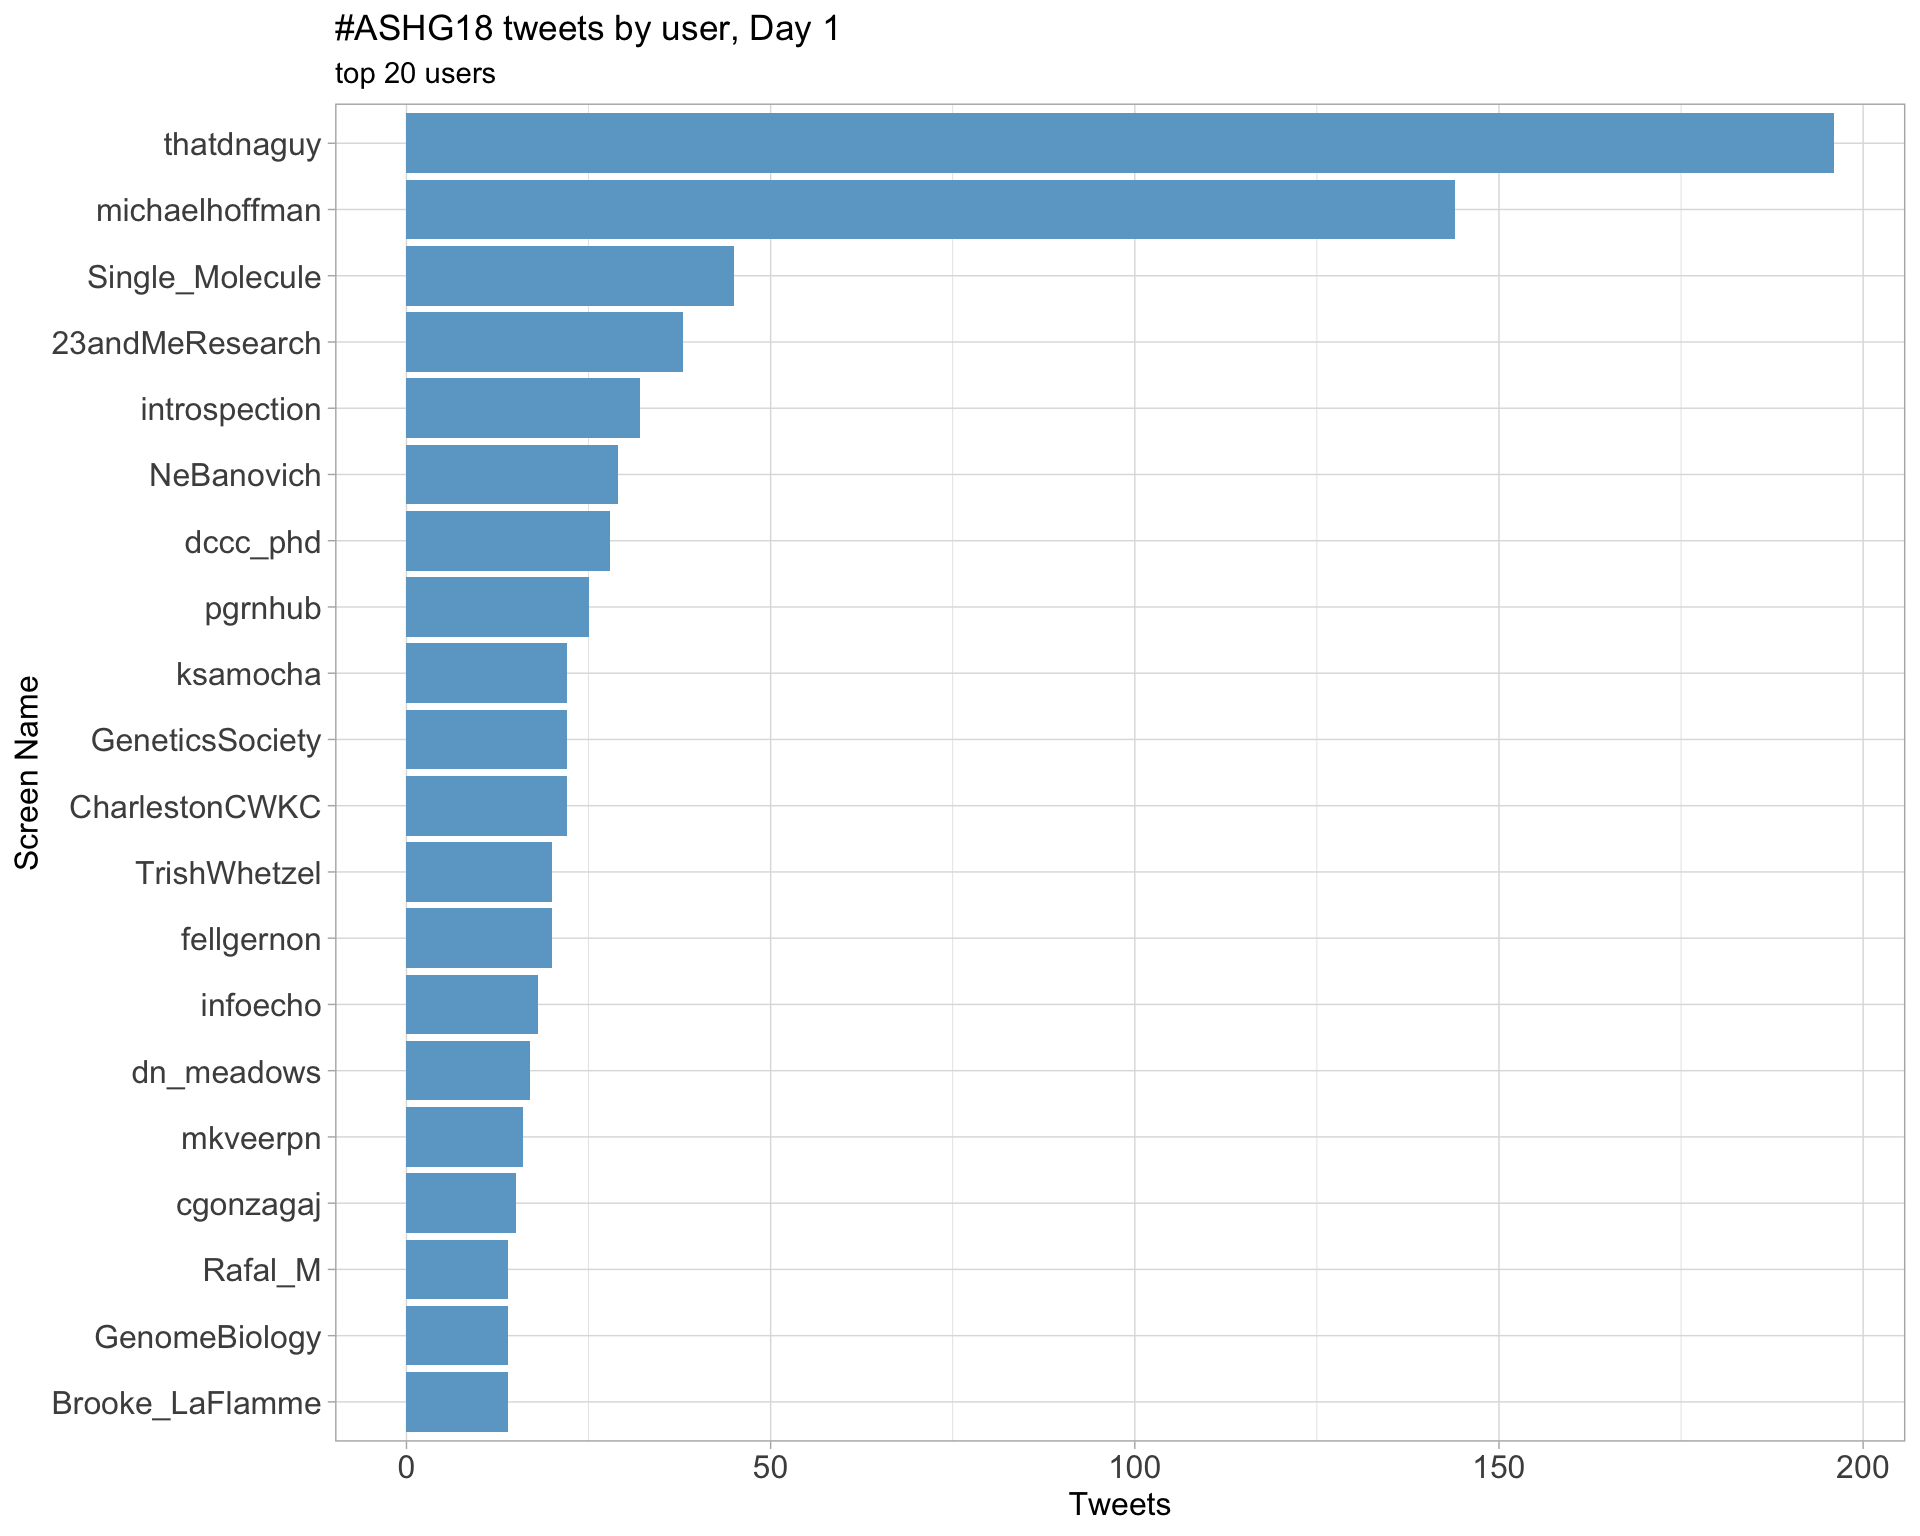 #ASHG18 tweets by user, Day 1
top 20 users
Screen Name
thatdnaguy
michaelhoffman
Single_Molecule
23andMeResearch
introspection
NeBanovich
dccc_phd
pgrnhub
ksamocha
GeneticsSociety
CharlestonCWKC
TrishWhetzel
fellgernon
infoecho
dn_meadows
mkveerpn
cgonzagaj
Rafal_M
GenomeBiology
Brooke_LaFlamme
0 50 100 150 200
Tweets